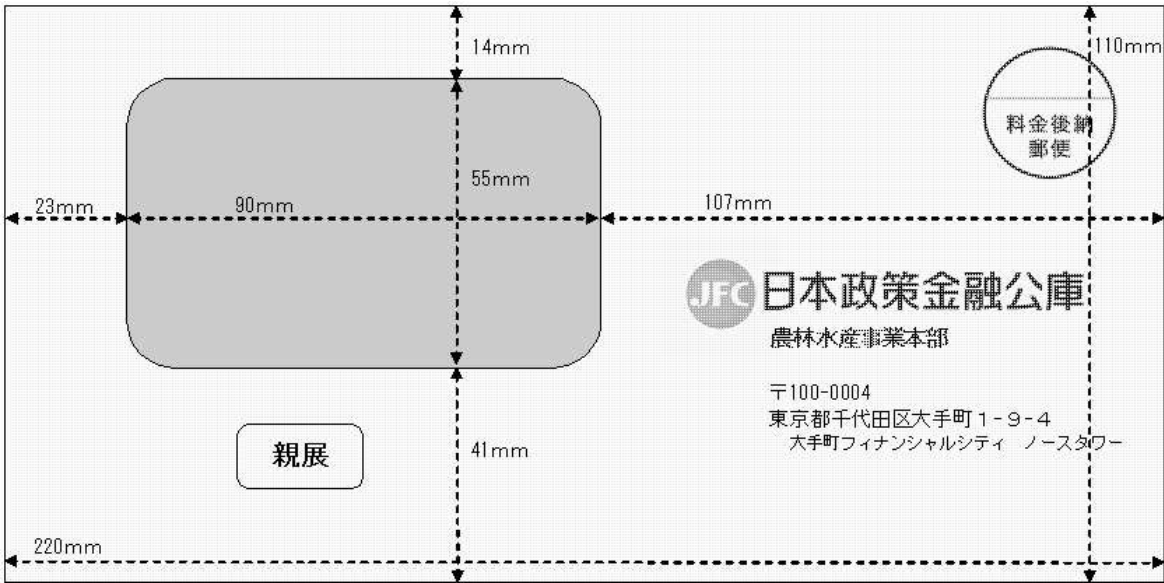 14mm
110mm
料金後納
郵便
55mm
23mm
90mm
107mm
JFC 日本政策金融公庫
農林水産事業本部
〒100-0004
東京都千代田区大手町1-9-4
大手町フィナンシャルシティ ノースタワー
親展
41mm
220mm